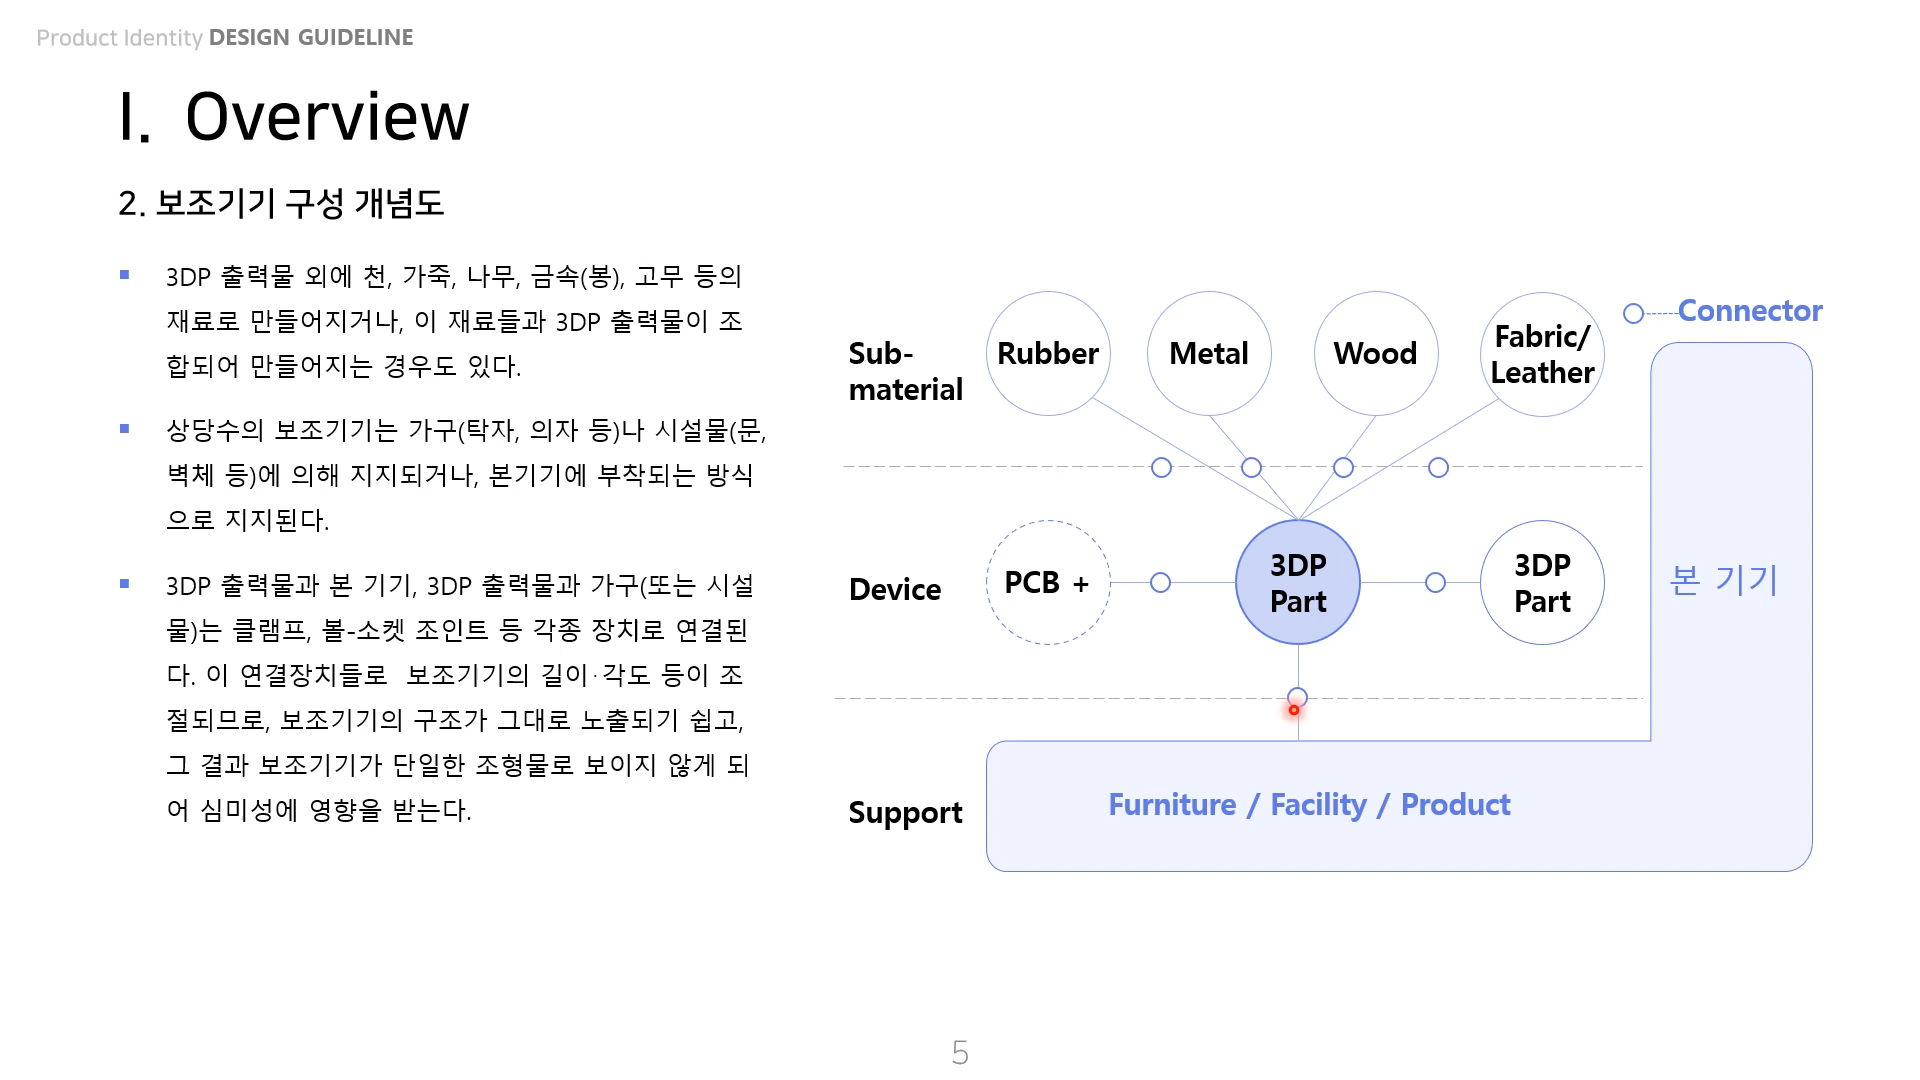 Product Identity DESIGN GUIDELINE
I. Overview
2. 보조기기 구성 개념도
3DP 출력물 외에 천, 가죽, 나무, 금속(봉), 고무 등의
재료로 만들어지거나, 이 재료들과 3DP 출력물이 조
합되어 만들어지는 경우도 있다.
상당수의 보조기기는 가구(탁자, 의자 등)나 시설물(문,
벽체 등)에 의해 지지되거나, 본기기에 부착되는 방식
으로 지지된다.
3DP 출력물과 본 기기, 3DP 출력물과 가구(또는 시설
물)는 클램프, 볼-소켓 조인트 등 각종 장치로 연결된
다. 이 연결장치들로 보조기기의 길이·각도 등이 조
절되므로, 보조기기의 구조가 그대로 노출되기 쉽고,
그 결과 보조기기가 단일한 조형물로 보이지 않게 되
어 심미성에 영향을 받는다.
Connector
Sub-
material
Rubber
Metal
Wood
Fabric/
Leather
Device
PCB +
3DP
Part
3DP
Part
본 기기
Support
Furniture / Facility / Product
5